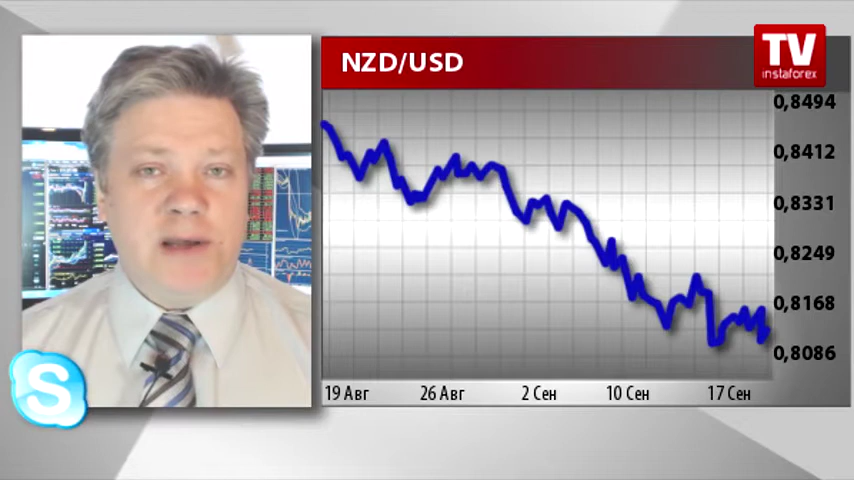 NZD/USD
TV
instaforex
0,8494
0,8412
0,8331
0,8249
0,8168
0,8086
19 Авг 26 Авг 2 Сен 10 Сен 17 Сен
S